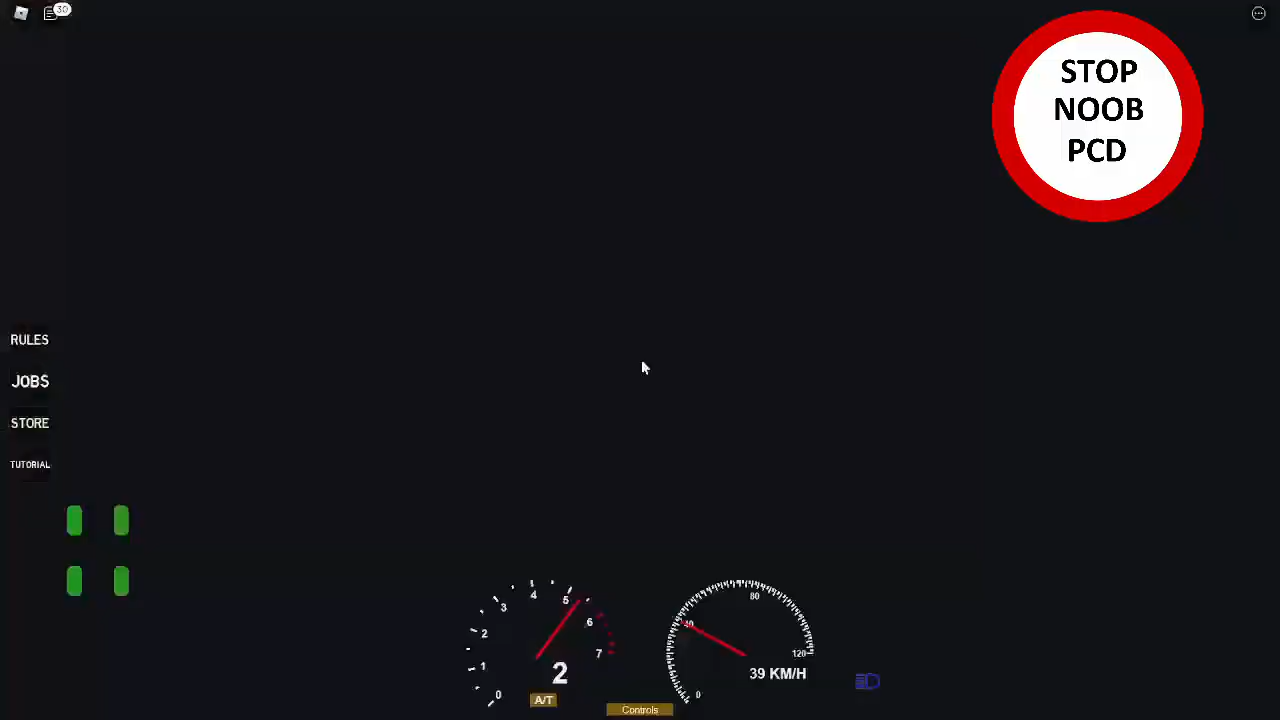 30
STOP
NOOB
PCD
RULES
JOBS
STORE
TUTORIAL
0
1
2
3
4
5
6
7
2
A/T
0
40
80
120
39 KM/H
Controls